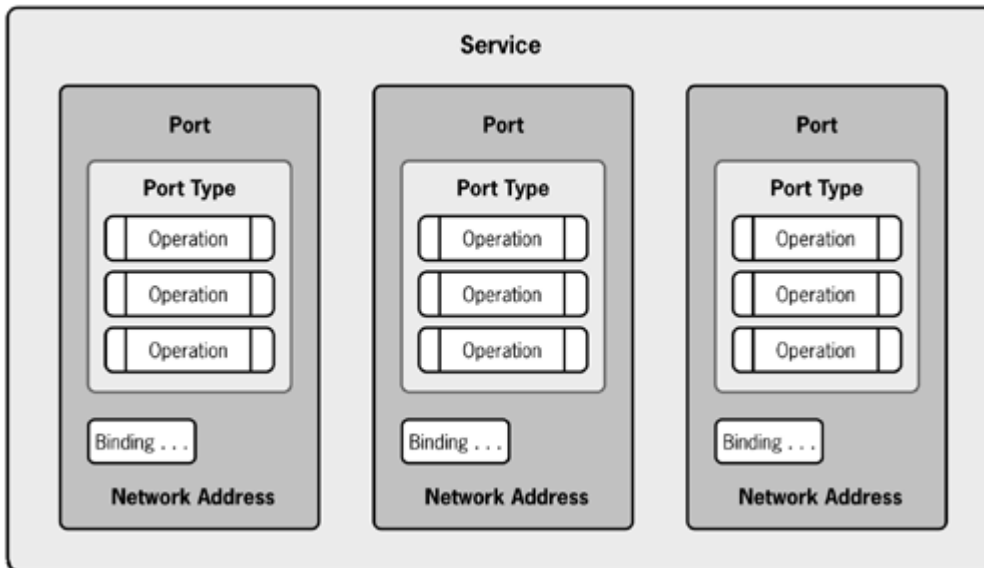 Service
Port
Port Type
Operation
Operation
Operation
Binding . . .
Network Address
Port
Port Type
Operation
Operation
Operation
Binding . . .
Network Address
Port
Port Type
Operation
Operation
Operation
Binding . . .
Network Address